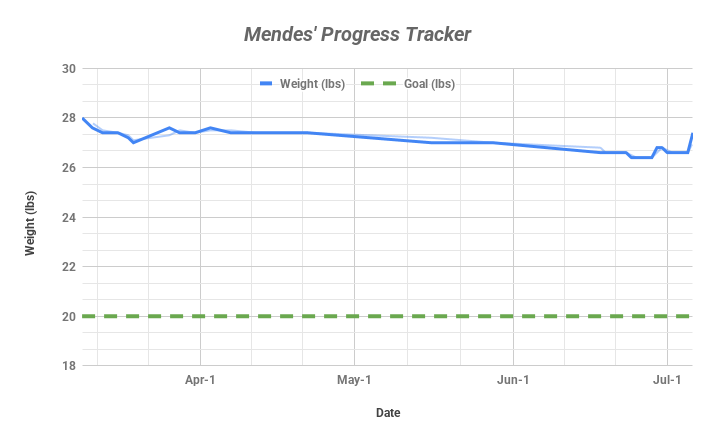 Mendes' Progress Tracker
Weight (lbs)
Goal (lbs)
30
28
26
24
22
20
18
Weight (lbs)
Apr-1
May-1
Jun-1
Jul-1
Date